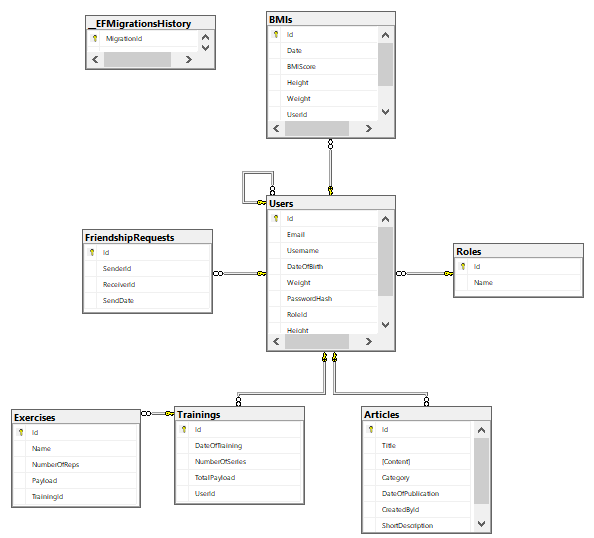 __EFMigrationsHistory
MigrationId
BMIs
Id
Date
BMIScore
Height
Weight
UserId
Users
Id
Email
Username
DateOfBirth
Weight
PasswordHash
RoleId
Height
FriendshipRequests
Id
SenderId
ReceiverId
SendDate
Roles
Id
Name
Exercises
Id
Name
NumberOfReps
Payload
TrainingId
Trainings
Id
DateOfTraining
NumberOfSeries
TotalPayload
UserId
Articles
Id
Title
[Content]
Category
DateOfPublication
CreatedById
ShortDescription